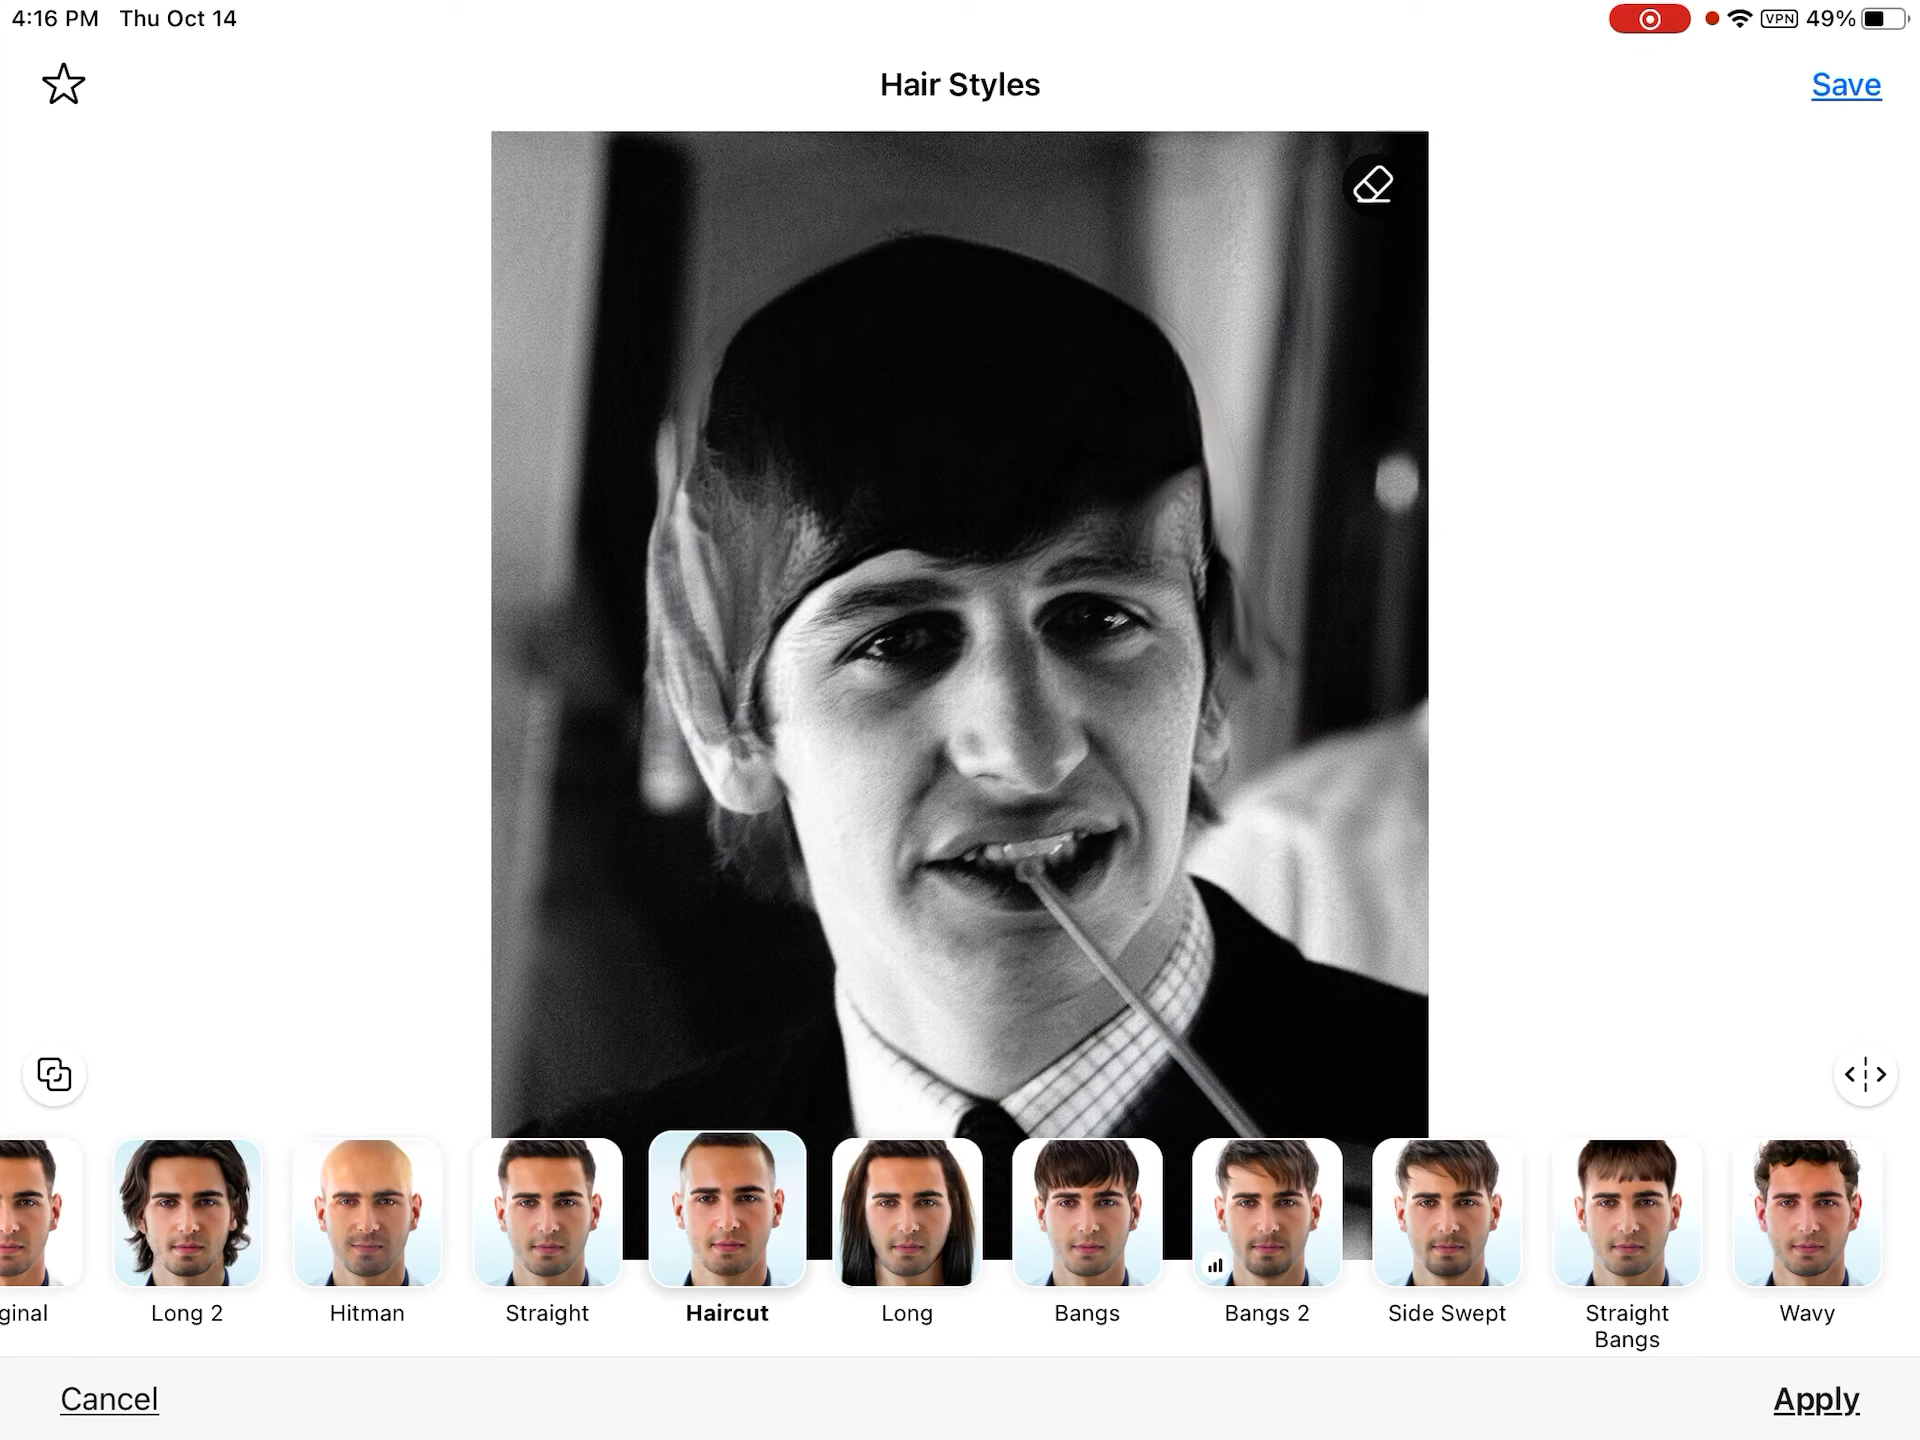 4:16 PM Thu Oct 14
VPN 49%
Hair Styles
Save
ginal
Long 2
Hitman
Straight
Haircut
Long
Bangs
Bangs 2
Side Swept
Straight
Bangs
Wavy
Cancel
Apply